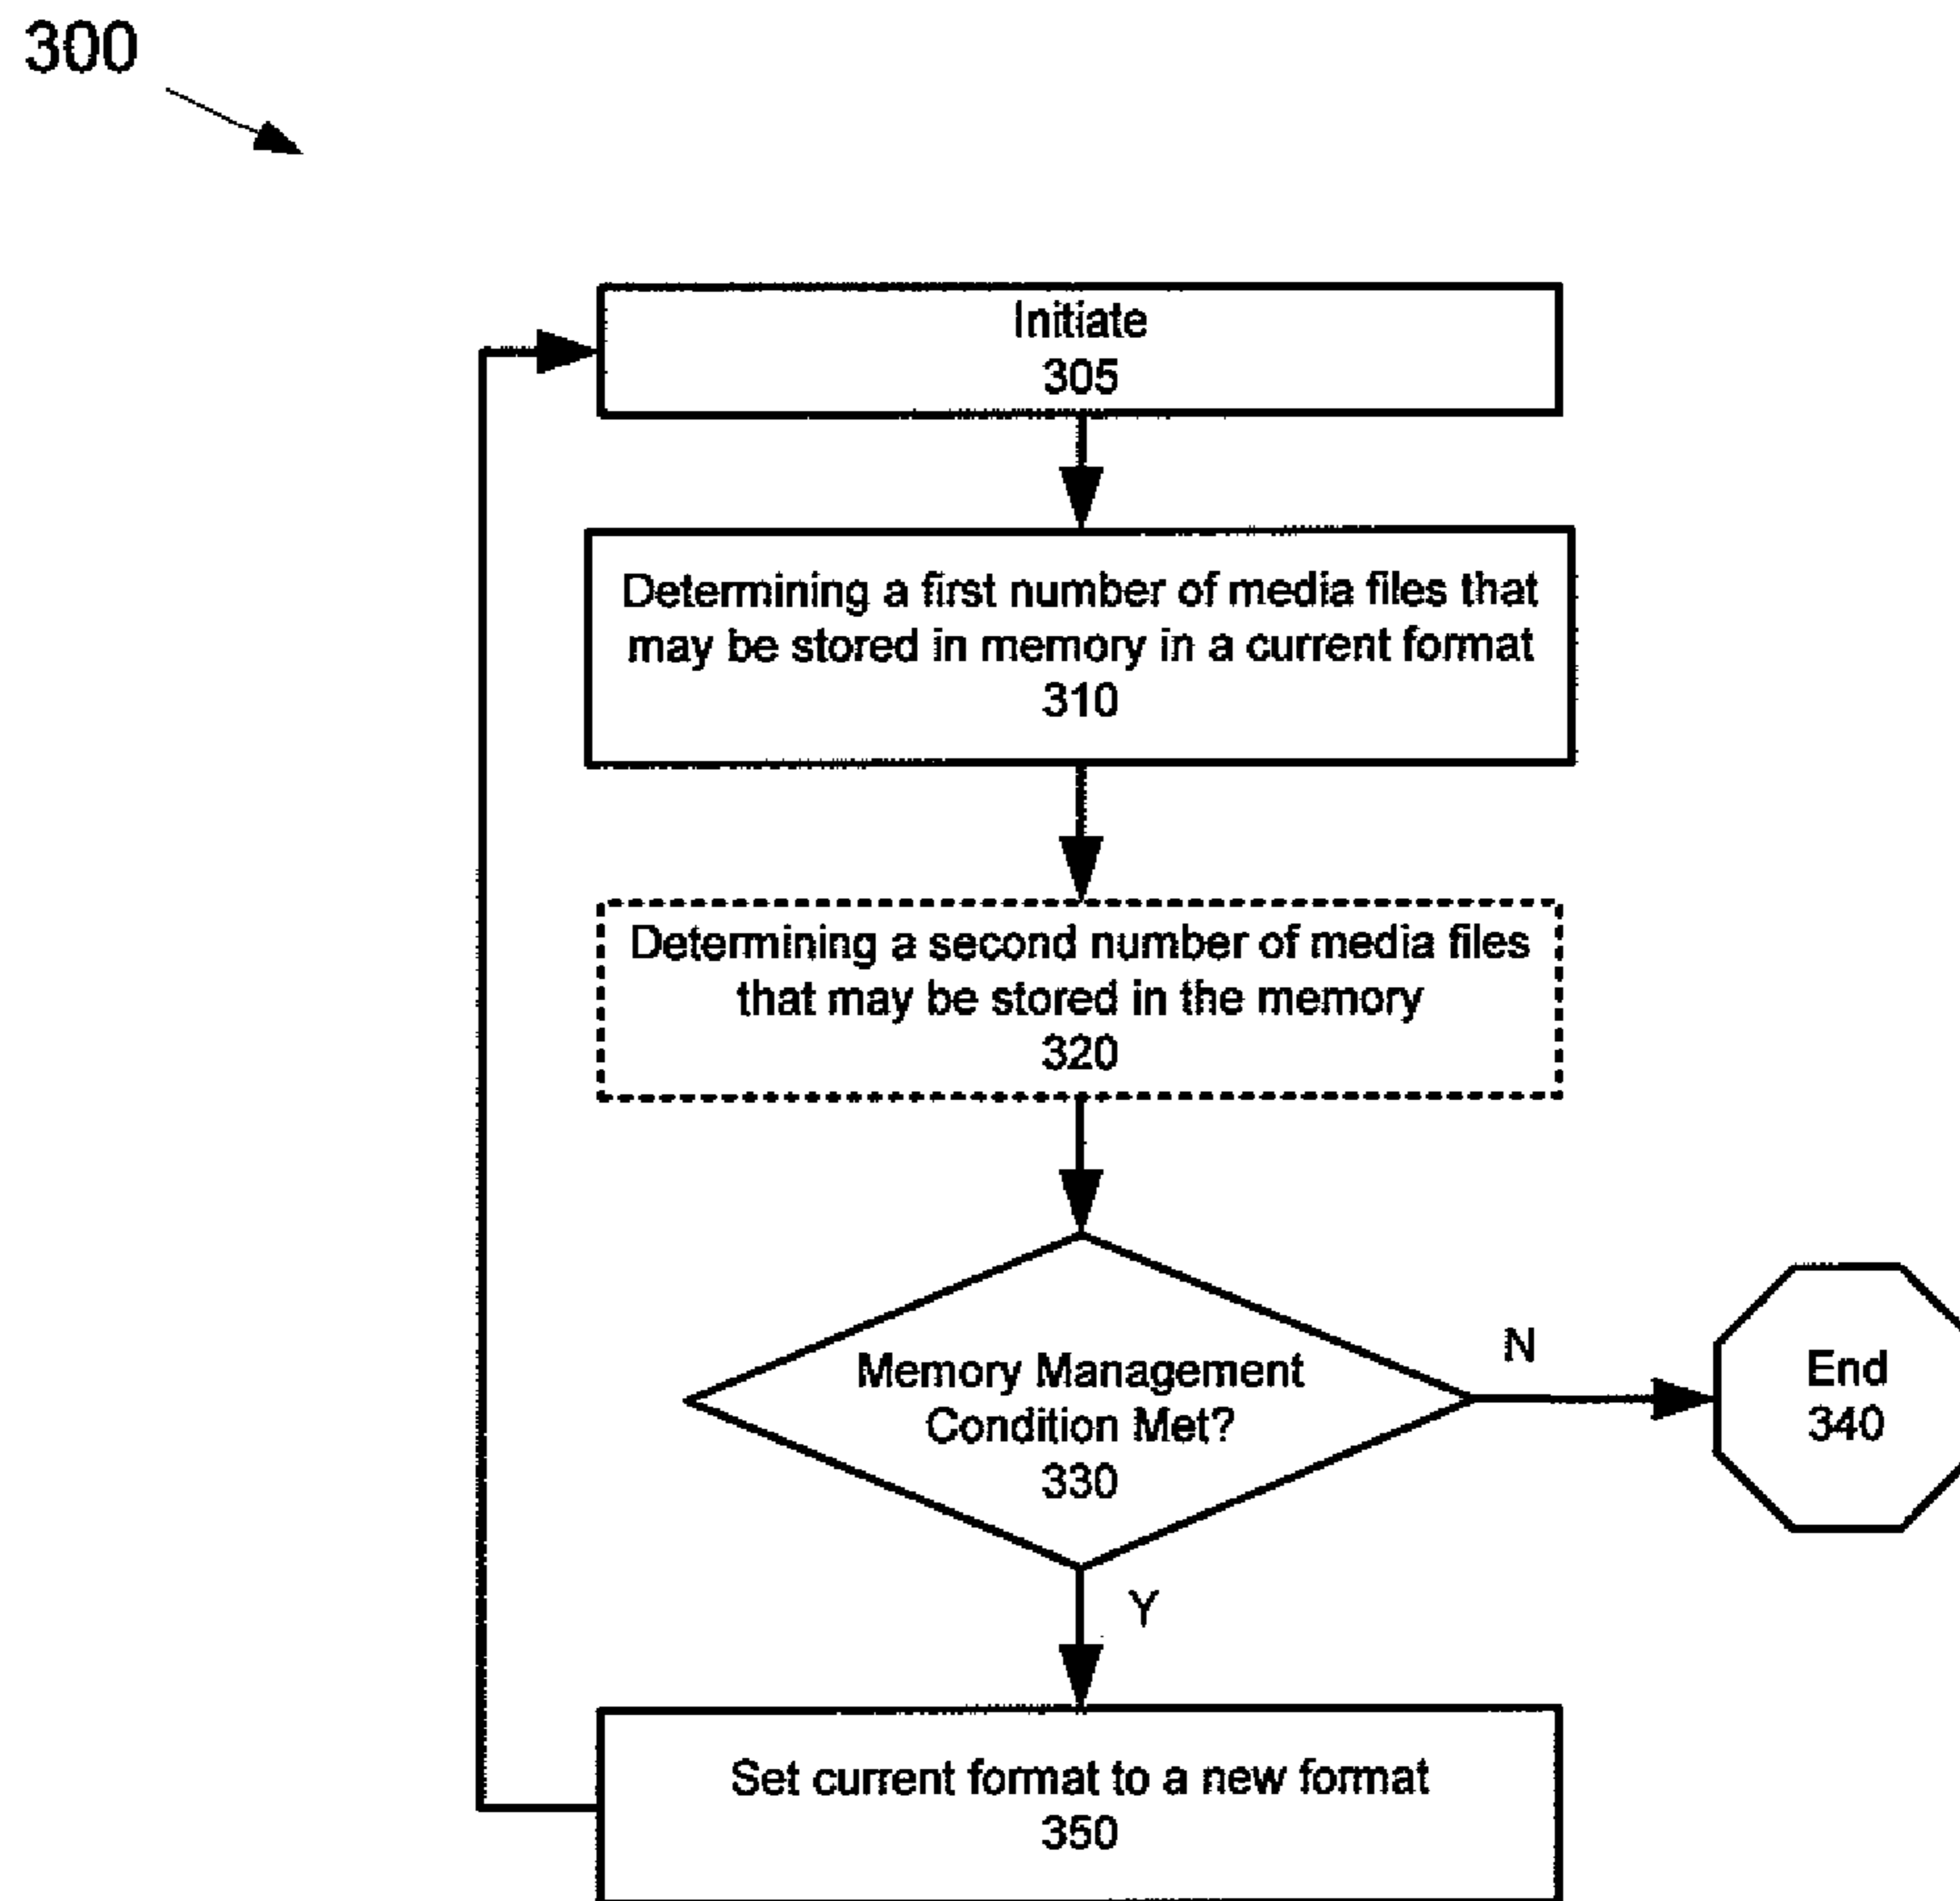 300
Initiate
305
Determining a first number of media files that
may be stored in memory in a current format
310
Determining a second number of media files
that may be stored in the memory
320
Memory Management
Condition Met?
330
N
End
340
Y
Set current format to a new format
350